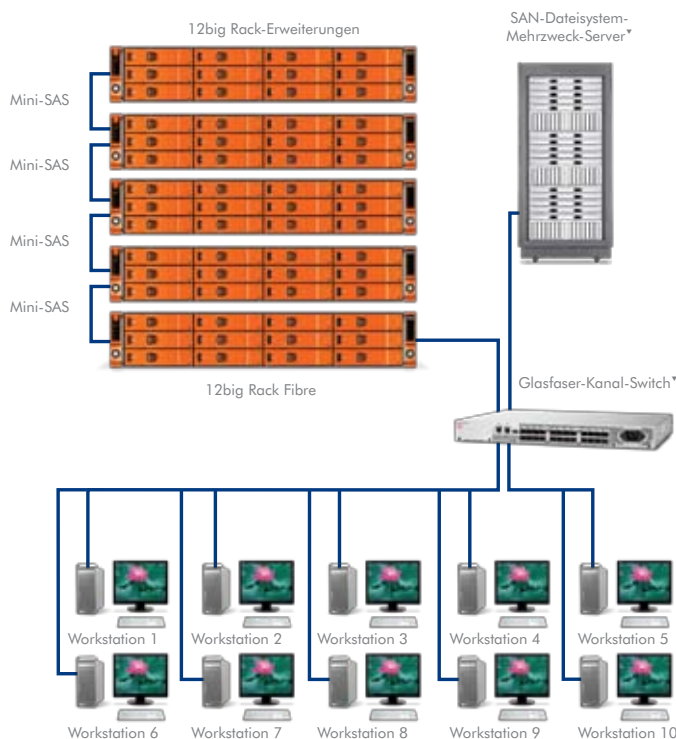 12big Rack-Erweiterungen
SAN-Dateisystem-
Mehrzweck-Server▼
Mini-SAS
Mini-SAS
Mini-SAS
Mini-SAS
12big Rack Fibre
Glasfaser-Kanal-Switch▼
Workstation 1
Workstation 2
Workstation 3
Workstation 4
Workstation 5
Workstation 6
Workstation 7
Workstation 8
Workstation 9
Workstation 10